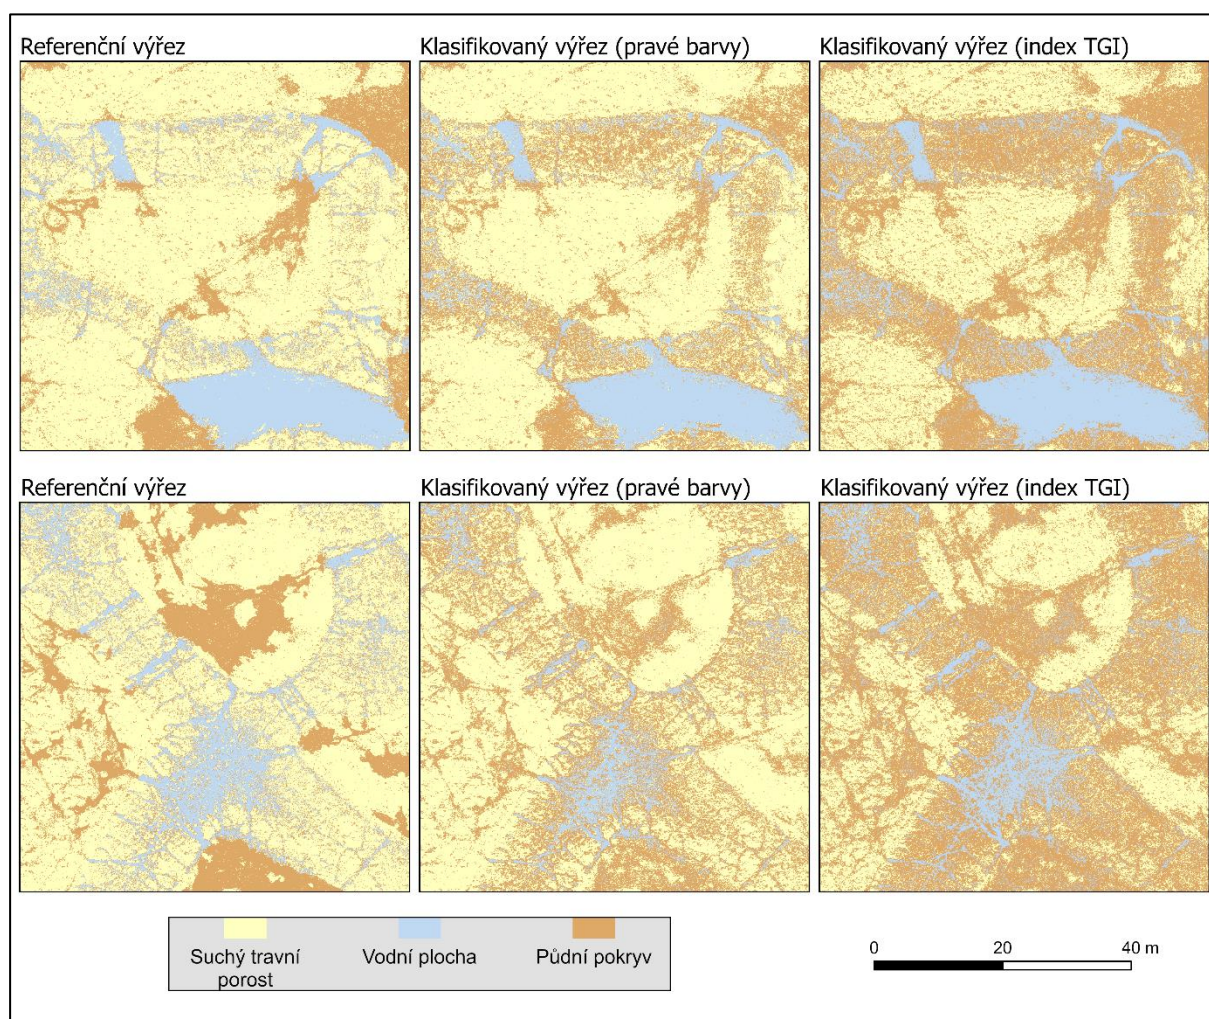 Referenční výřez
Klasifikovaný výřez (pravé barvy)
Klasifikovaný výřez (index TGI)
Referenční výřez
Klasifikovaný výřez (pravé barvy)
Klasifikovaný výřez (index TGI)
Suchý travní
porost
Vodní plocha
Půdní pokryv
0 20 40 m